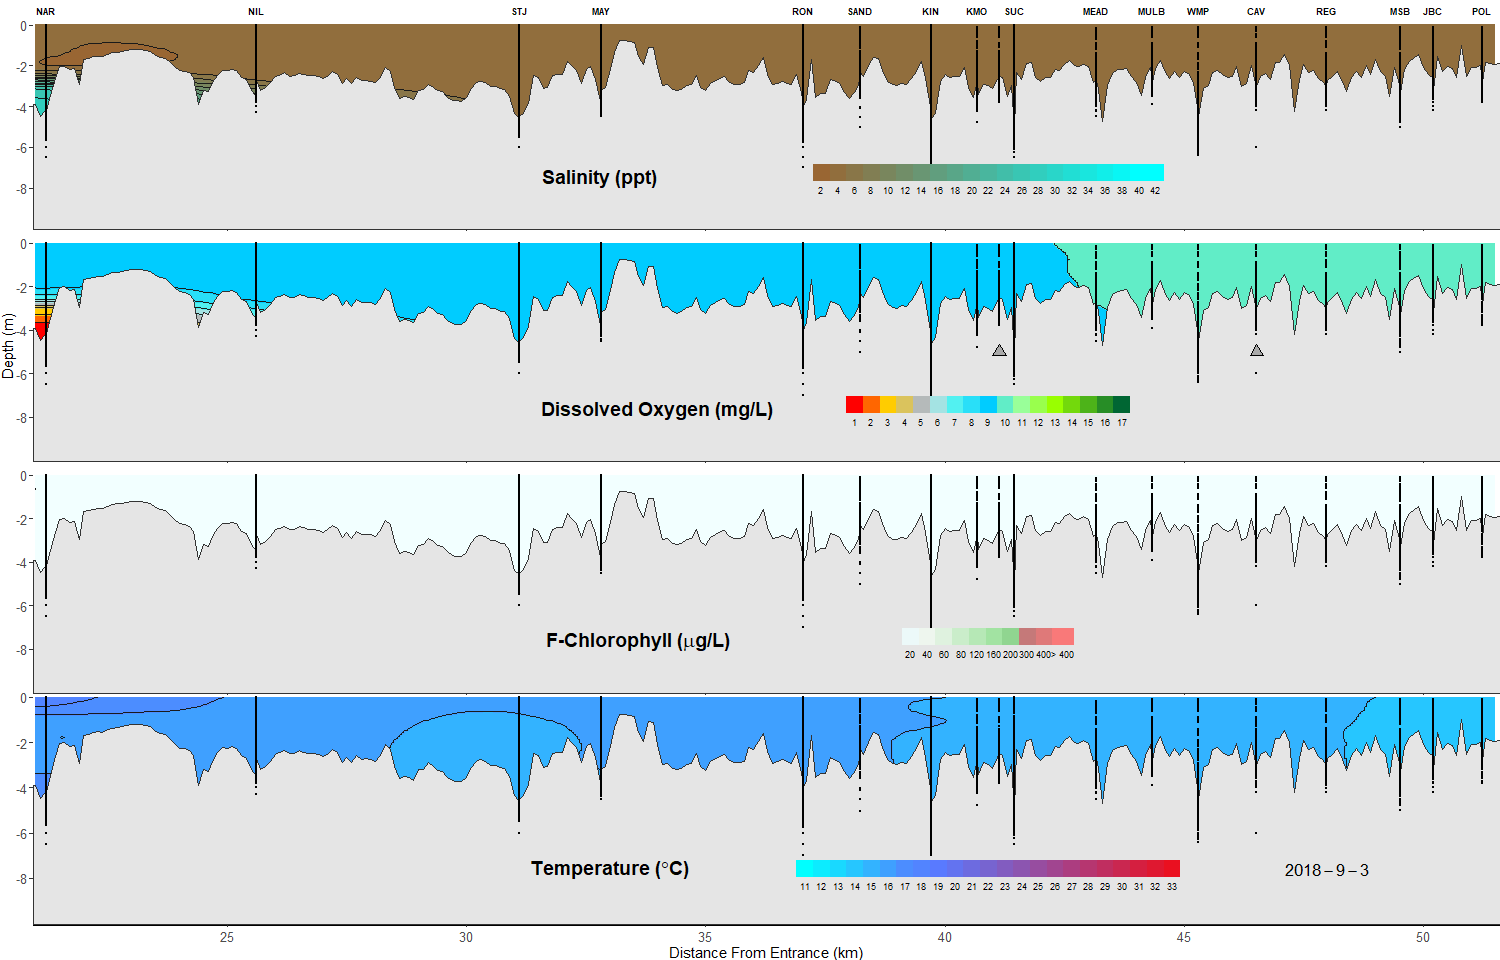 NAR NIL STJ MAY RON SAND KIN KMO SUC MEAD MULB WMP CAV REG MSB JBC POL
0
-2
-4
-6
-8
Salinity (ppt)
2 4 6 8 10 12 14 16 18 20 22 24 26 28 30 32 34 36 38 40 42
0
-2
-4
-6
-8
Depth (m)
Dissolved Oxygen (mg/L)
1 2 3 4 5 6 7 8 9 10 11 12 13 14 15 16 17
0
-2
-4
-6
-8
F-Chlorophyll (μg/L)
20 40 60 80 120 160 200 300 400> 400
0
-2
-4
-6
-8
Temperature (°C)
11 12 13 14 15 16 17 18 19 20 21 22 23 24 25 26 27 28 29 30 31 32 33
2018-9-3
25 30 35 40 45 50
Distance From Entrance (km)